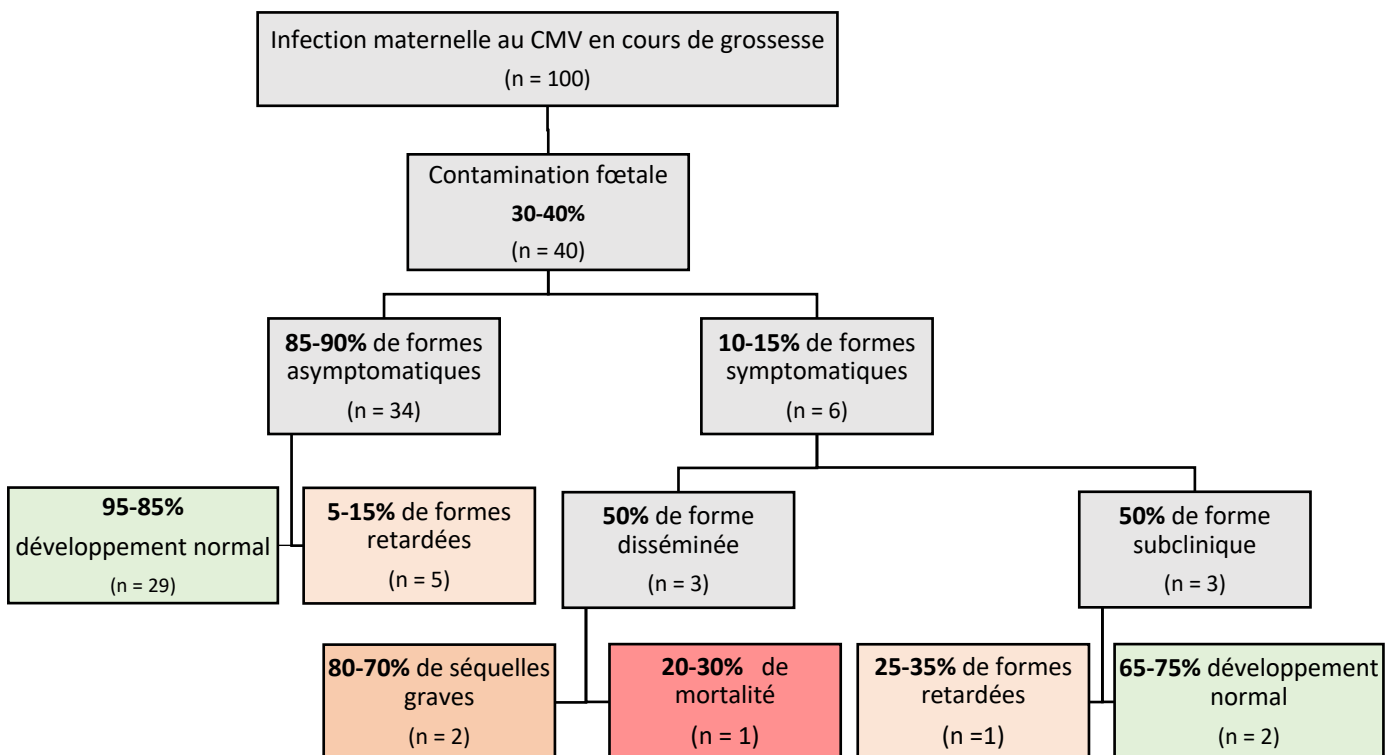 Infection maternelle au CMV en cours de grossesse
(n = 100)
Contamination fœtale
30-40%
(n = 40)
85-90% de formes
asymptomatiques
(n = 34)
10-15% de formes
symptomatiques
(n = 6)
95-85%
développement normal
(n = 29)
5-15% de formes
retardées
(n = 5)
50% de forme
disséminée
(n = 3)
50% de forme
subclinique
(n = 3)
80-70% de séquelles
graves
(n = 2)
20-30% de
mortalité
(n = 1)
25-35% de formes
retardées
(n =1)
65-75% développement
normal
(n = 2)